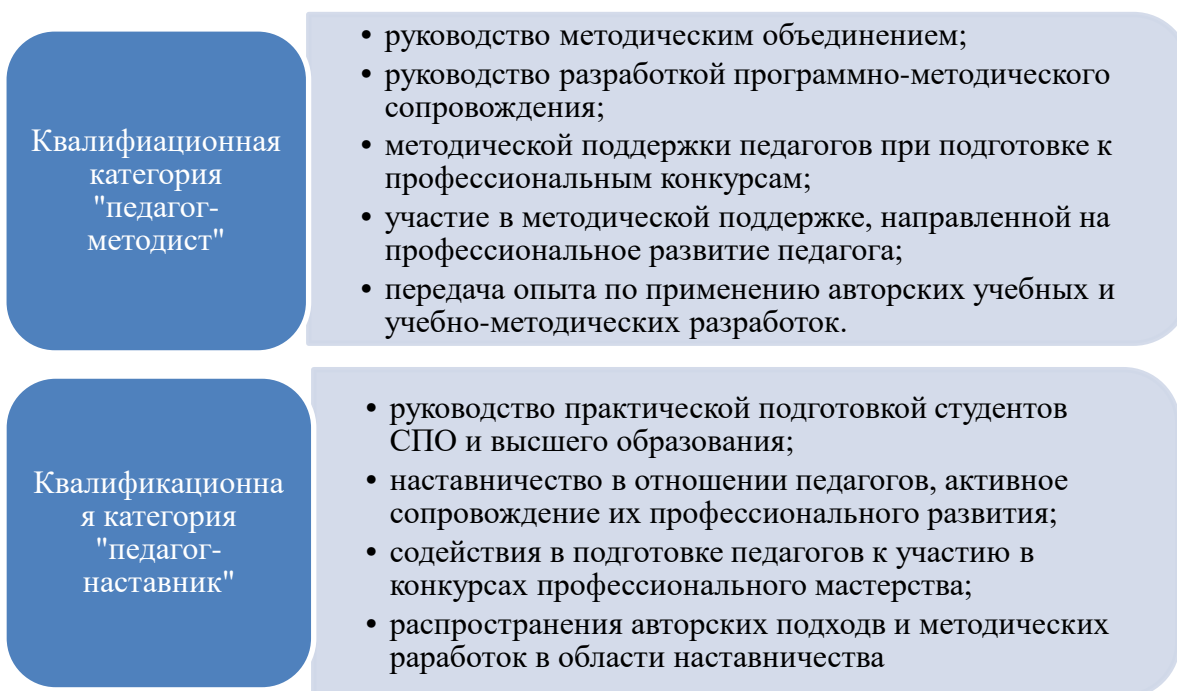 Квалифиационная
категория
"педагог-
методист"
• руководство методическим объединением;
• руководство разработкой программно-методического
сопровождения;
• методической поддержки педагогов при подготовке к
профессиональным конкурсам;
• участие в методической поддержке, направленной на
профессиональное развитие педагога;
• передача опыта по применению авторских учебных и
учебно-методических разработок.
Квалификационна
я категория
"педагог-
наставник"
• руководство практической подготовкой студентов
СПО и высшего образования;
• наставничество в отношении педагогов, активное
сопровождение их профессионального развития;
• содействия в подготовке педагогов к участию в
конкурсах профессионального мастерства;
• распространения авторских подходв и методических
раработок в области наставничества